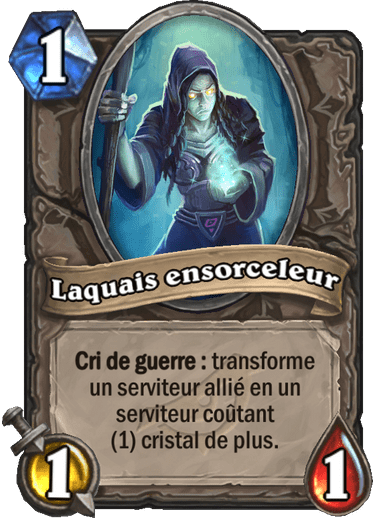 1
Laquais ensorceleur
Cri de guerre : transforme
un serviteur allié en un
serviteur coûtant
(1) cristal de plus.
1
1